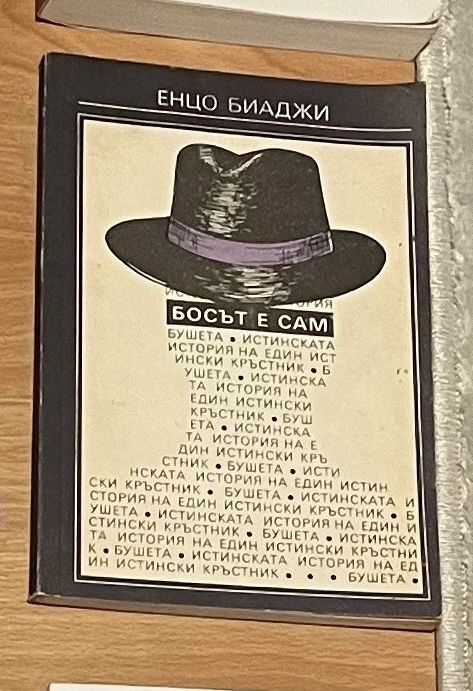 ЕНЦО БИАДЖИ
БОСЪТ Е САМ
БУШЕТА • ИСТИНСКАТА
ИСТОРИЯ НА ЕДИН ИСТ
ИНСКИ КРЪСТНИК • Б
УШЕТА • ИСТИНСКА
ТА ИСТОРИЯ НА
ЕДИН ИСТИНСКИ
КРЪСТНИК • БУШ
ЕТА • ИСТИНСКА
ТА ИСТОРИЯ НА Е
ДИН ИСТИНСКИ КРЪ
СТНИК • БУШЕТА • ИСТИ
НСКАТА ИСТОРИЯ НА ЕДИН ИСТИН
СКИ КРЪСТНИК • БУШЕТА • ИСТИНСКАТА И
СТОРИЯ НА ЕДИН ИСТИНСКИ КРЪСТНИК • Б
УШЕТА • ИСТИНСКАТА ИСТОРИЯ НА ЕДИН И
СТИНСКИ КРЪСТНИК • БУШЕТА • ИСТИНСКА
ТА ИСТОРИЯ НА ЕДИН ИСТИНСКИ КРЪСТНИ
К • БУШЕТА • ИСТИНСКАТА ИСТОРИЯ НА ЕД
ИН ИСТИНСКИ КРЪСТНИК • • • БУШЕТА •